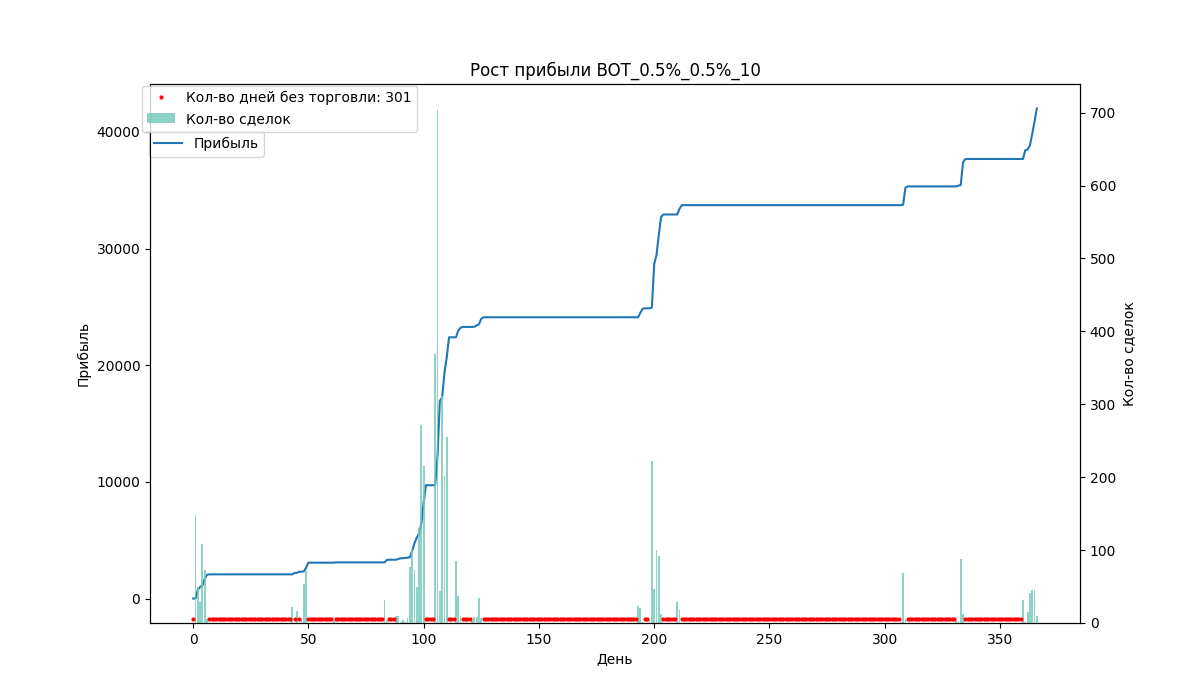 Рост прибыли BOT_0.5%_0.5%_10
Кол-во дней без торговли: 301
Кол-во сделок
Прибыль
40000
30000
20000
10000
0
Прибыль
700
600
500
400
300
200
100
0
Кол-во сделок
0 50 100 150 200 250 300 350
День